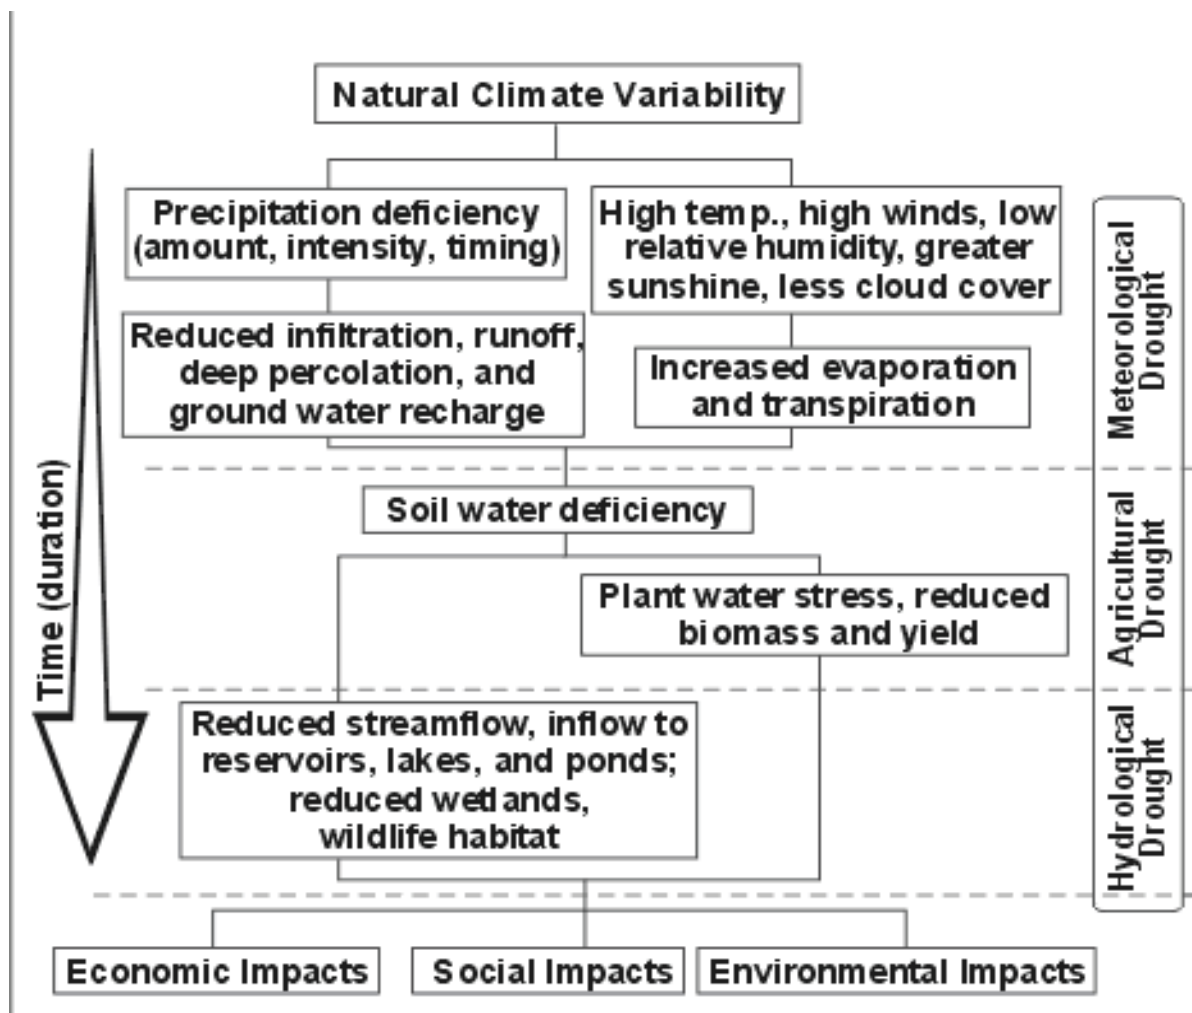 Natural Climate Variability
Precipitation deficiency
(amount, intensity, timing)
High temp., high winds, low
relative humidity, greater
sunshine, less cloud cover
Reduced infiltration, runoff,
deep percolation, and
ground water recharge
Increased evaporation
and transpiration
Meteorological
Drought
Time (duration)
Soil water deficiency
Plant water stress, reduced
biomass and yield
Agricultural
Drought
Reduced streamflow, inflow to
reservoirs, lakes, and ponds;
reduced wetlands,
wildlife habitat
Hydrological
Drought
Economic Impacts
Social Impacts
Environmental Impacts